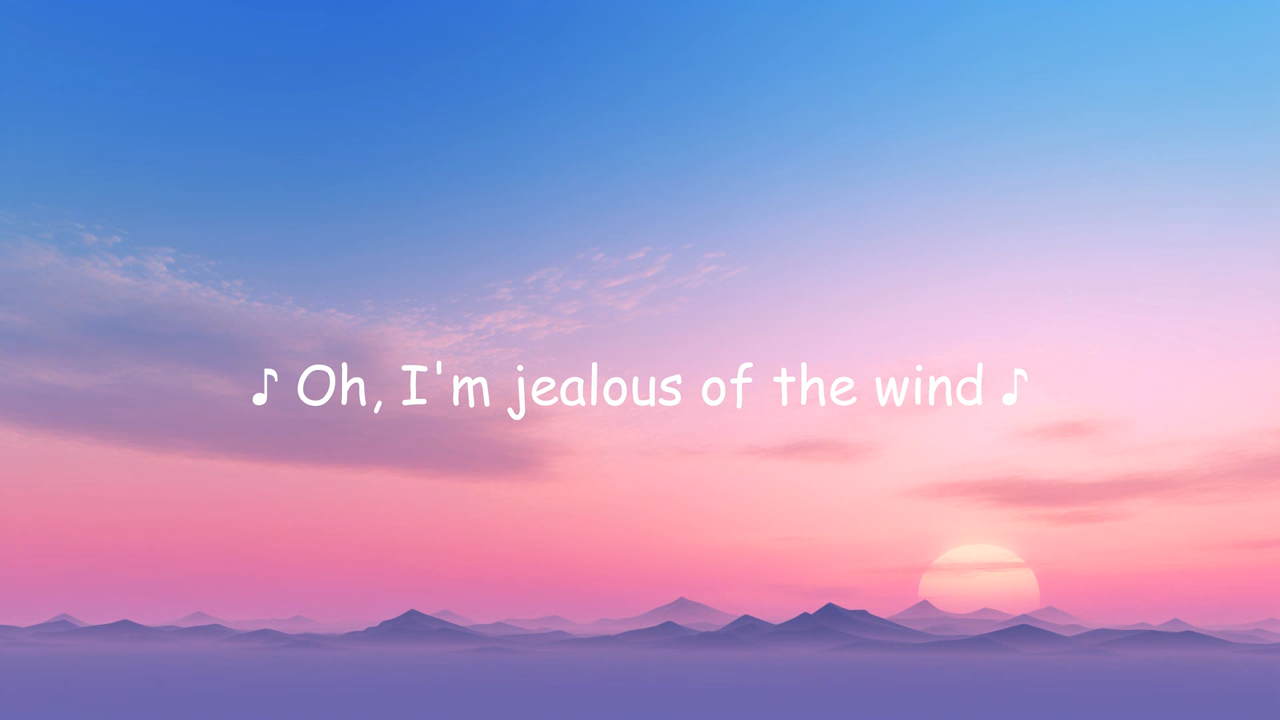 ♪ Oh, I'm jealous of the wind ♪